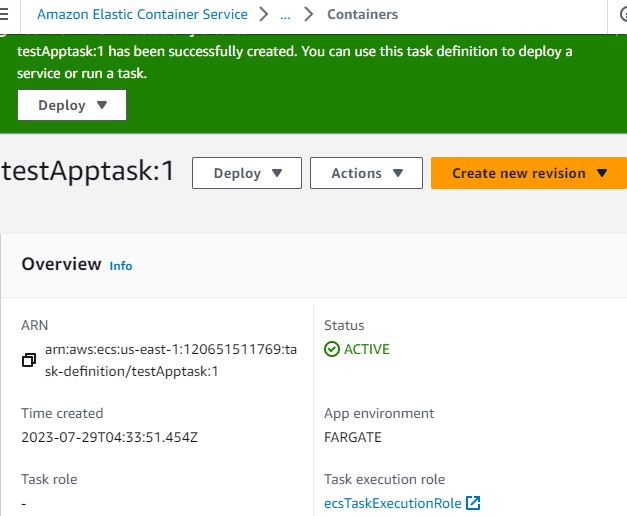 Amazon Elastic Container Service > ... > Containers
testApptask:1 has been successfully created. You can use this task definition to deploy a
service or run a task.
Deploy
testApptask:1 Deploy Actions Create new revision
Overview Info
ARN
arn:aws:ecs:us-east-1:120651511769:ta
sk-definition/testApptask:1
Status
ACTIVE
Time created
2023-07-29T04:33:51.454Z
App environment
FARGATE
Task role
-
Task execution role
ecsTaskExecutionRole